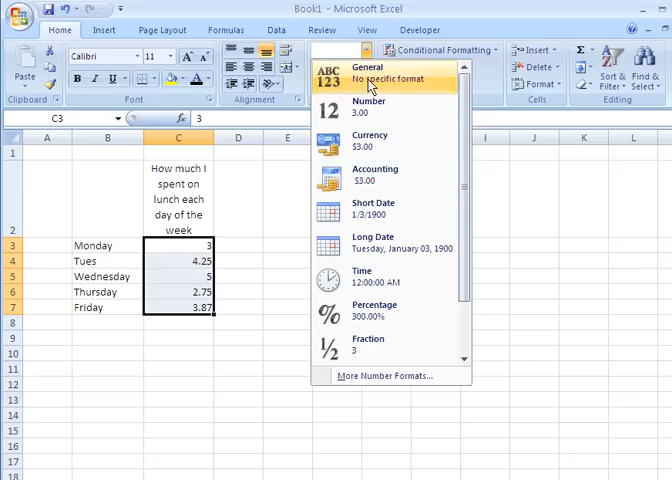 Book1 - Microsoft Excel
Home Insert Page Layout Formulas Data Review View Developer
Paste Calibri 11 Conditional Formatting Insert Σ
B I U Delete Sort & Find &
Format Filter Select
Clipboard Font Alignment Cells Editing
C3 fx 3
A B C D E I J K L M
1
How much I
spent on
lunch each
day of the
2 week
3 Monday 3
4 Tues 4.25
5 Wednesday 5
6 Thursday 2.75
7 Friday 3.87
8
9
10
11
12
13
14
15
16
17
18
ABC
123
General
No specific format
12
Number
3.00
Currency
$3.00
Accounting
$3.00
Short Date
1/3/1900
Long Date
Tuesday, January 03, 1900
Time
12:00:00 AM
%
Percentage
300.00%
1/2
Fraction
3
More Number Formats...